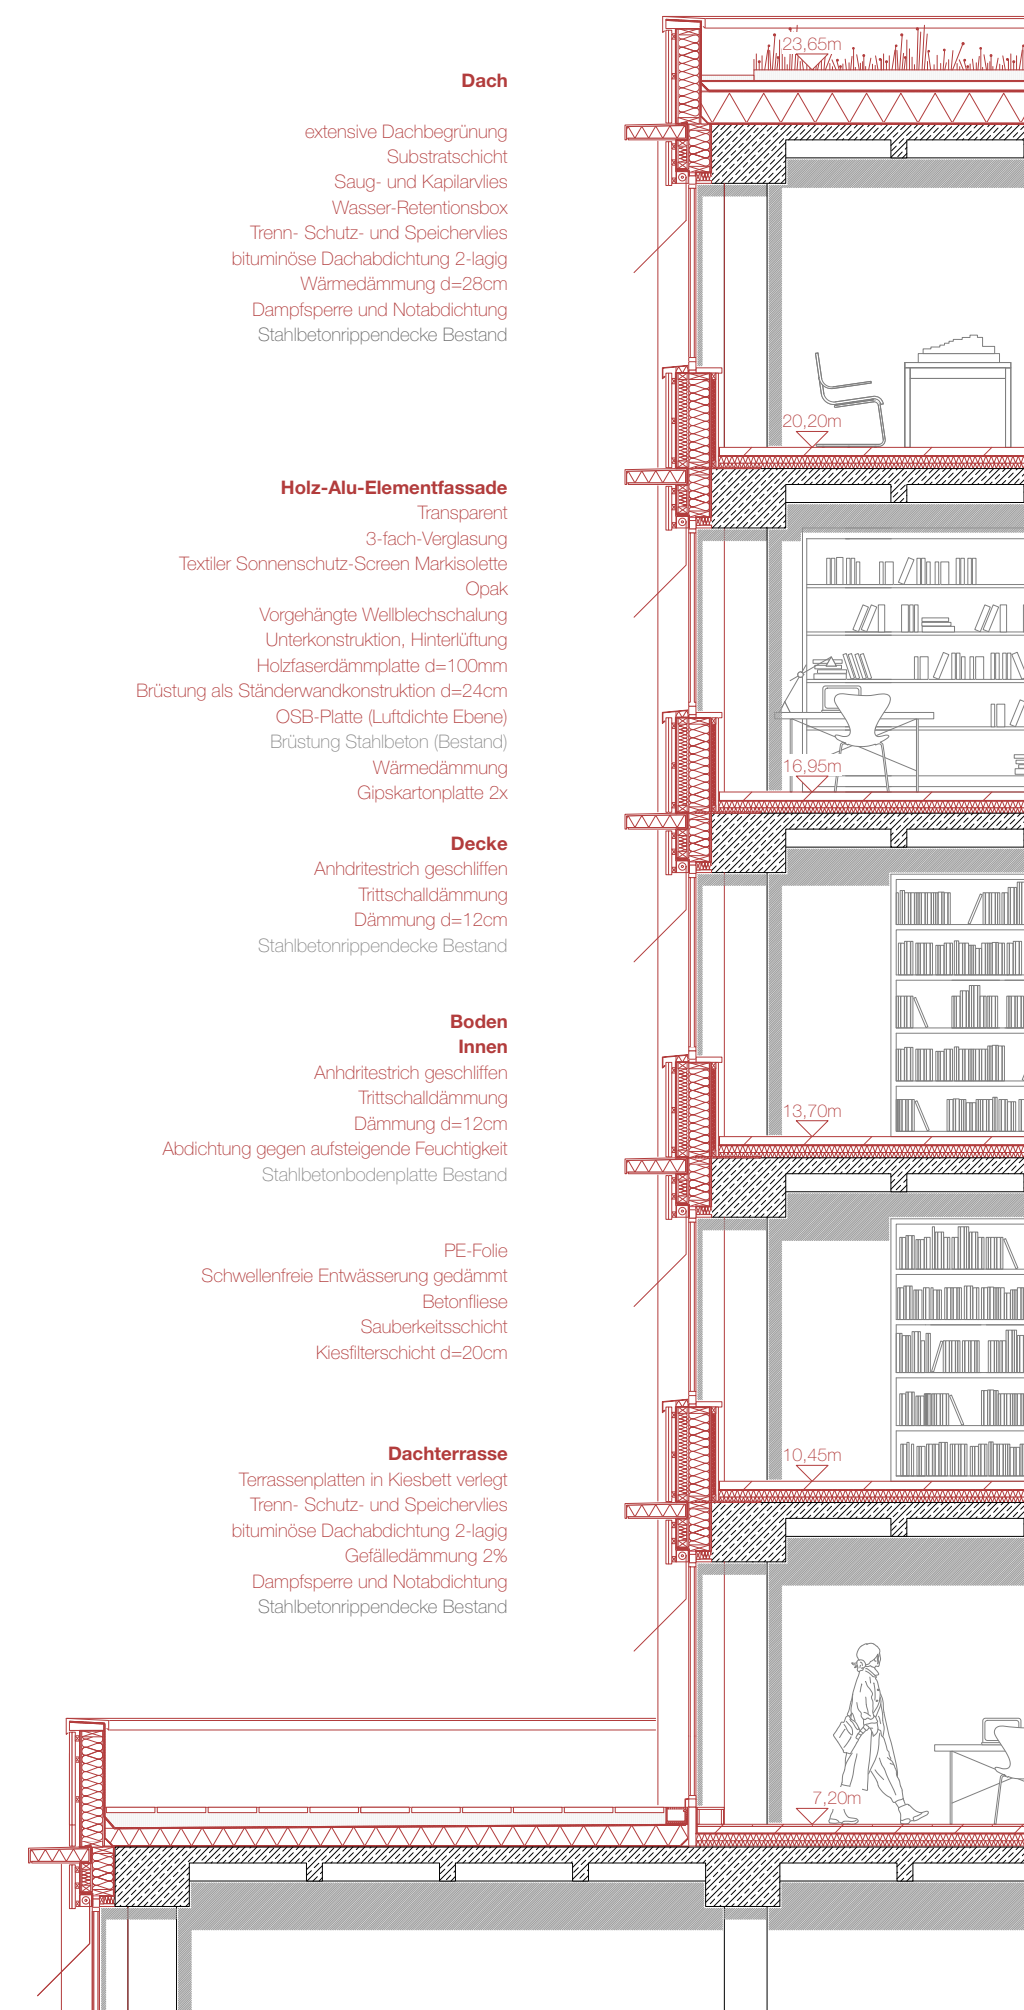 Dach
extensive Dachbegrünung
Substratschicht
Saug- und Kapilarvlies
Wasser-Retentionsbox
Trenn- Schutz- und Speichervlies
bituminöse Dachabdichtung 2-lagig
Wärmedämmung d=28cm
Dampfsperre und Notabdichtung
Stahlbetonrippendecke Bestand
Holz-Alu-Elementfassade
Transparent
3-fach-Verglasung
Textiler Sonnenschutz-Screen Markisolette
Opak
Vorgehängte Wellblechschalung
Unterkonstruktion, Hinterlüftung
Holzfaserdämmplatte d=100mm
Brüstung als Ständerwandkonstruktion d=24cm
OSB-Platte (Luftdichte Ebene)
Brüstung Stahlbeton (Bestand)
Wärmedämmung
Gipskartonplatte 2x
Decke
Anhdritestrich geschliffen
Trittschalldämmung
Dämmung d=12cm
Stahlbetonrippendecke Bestand
Boden
Innen
Anhdritestrich geschliffen
Trittschalldämmung
Dämmung d=12cm
Abdichtung gegen aufsteigende Feuchtigkeit
Stahlbetonbodenplatte Bestand
PE-Folie
Schwellenfreie Entwässerung gedämmt
Betonfliese
Sauberkeitsschicht
Kiesfilterschicht d=20cm
Dachterrasse
Terrassenplatten in Kiesbett verlegt
Trenn- Schutz- und Speichervlies
bituminöse Dachabdichtung 2-lagig
Gefälledämmung 2%
Dampfsperre und Notabdichtung
Stahlbetonrippendecke Bestand
23,65m
20,20m
16,95m
13,70m
10,45m
7,20m